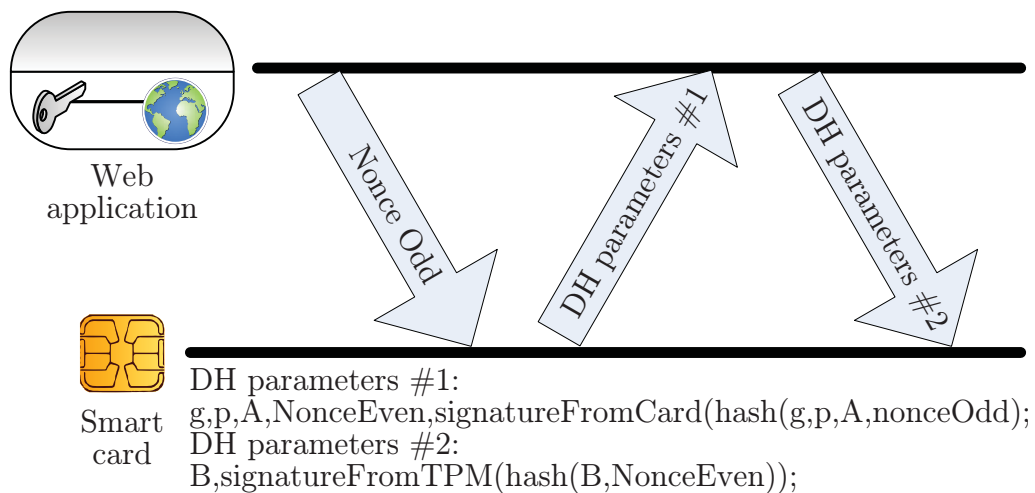 Web
application
Nonce Odd
DH parameters #1
DH parameters #2
Smart
card
DH parameters #1:
g,p,A,NonceEven,signatureFromCard(hash(g,p,A,nonceOdd);
DH parameters #2:
B,signatureFromTPM(hash(B,NonceEven));